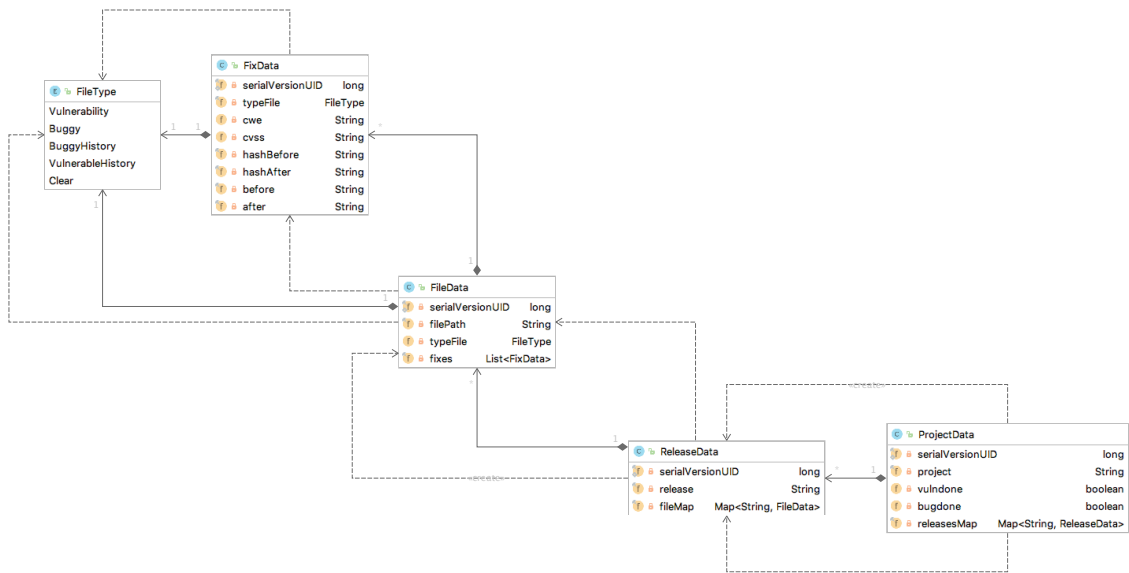 FixData
serialVersionUID long
typeFile FileType
cwe String
cvss String
hashBefore String
hashAfter String
before String
after String
FileType
Vulnerability
Buggy
BuggyHistory
VulnerableHistory
Clear
1
1
*
1
1
1
FileData
serialVersionUID long
filePath String
typeFile FileType
fixes List<FixData>
*
1
«create»
«create»
ReleaseData
serialVersionUID long
release String
fileMap Map<String, FileData>
*
1
ProjectData
serialVersionUID long
project String
vulndone boolean
bugdone boolean
releasesMap Map<String, ReleaseData>